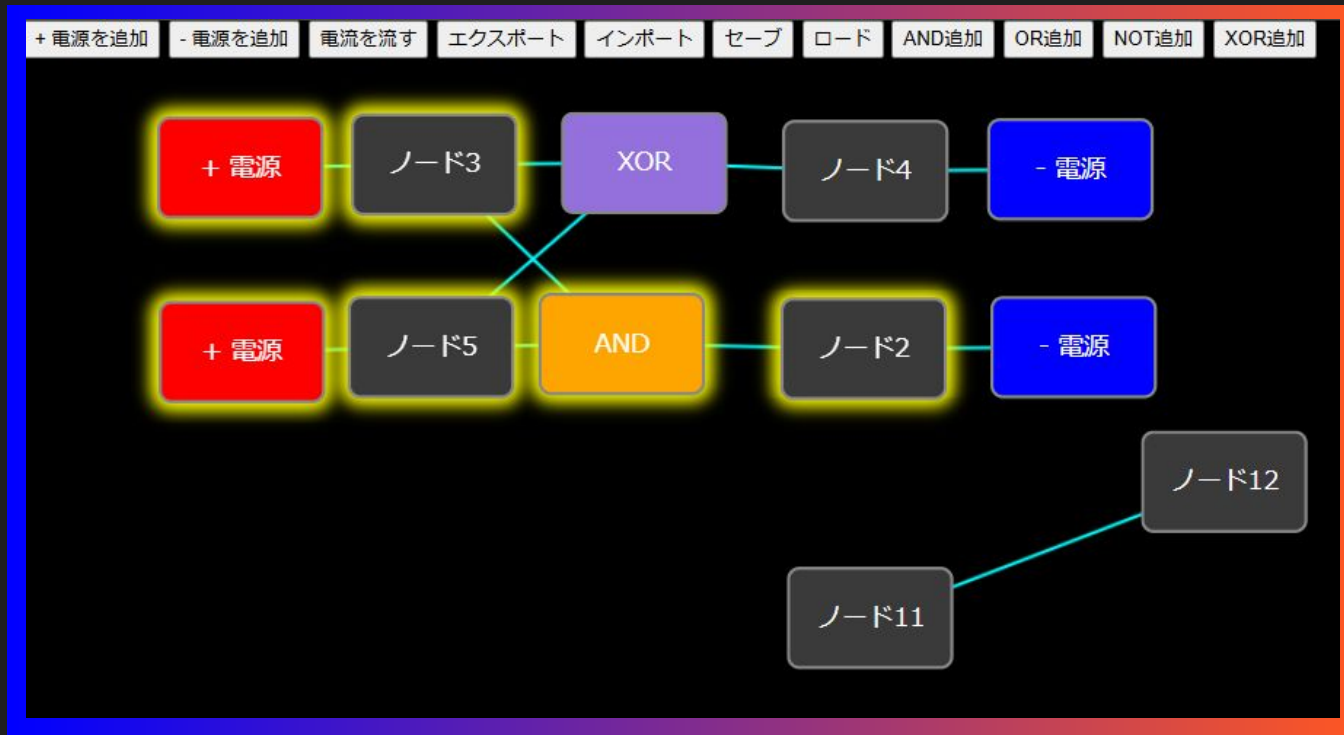 + 電源を追加 - 電源を追加 電流を流す エクスポート インポート セーブ ロード AND追加 OR追加 NOT追加 XOR追加
+ 電源 ノード3 XOR ノード4 - 電源
+ 電源 ノード5 AND ノード2 - 電源
ノード12
ノード11